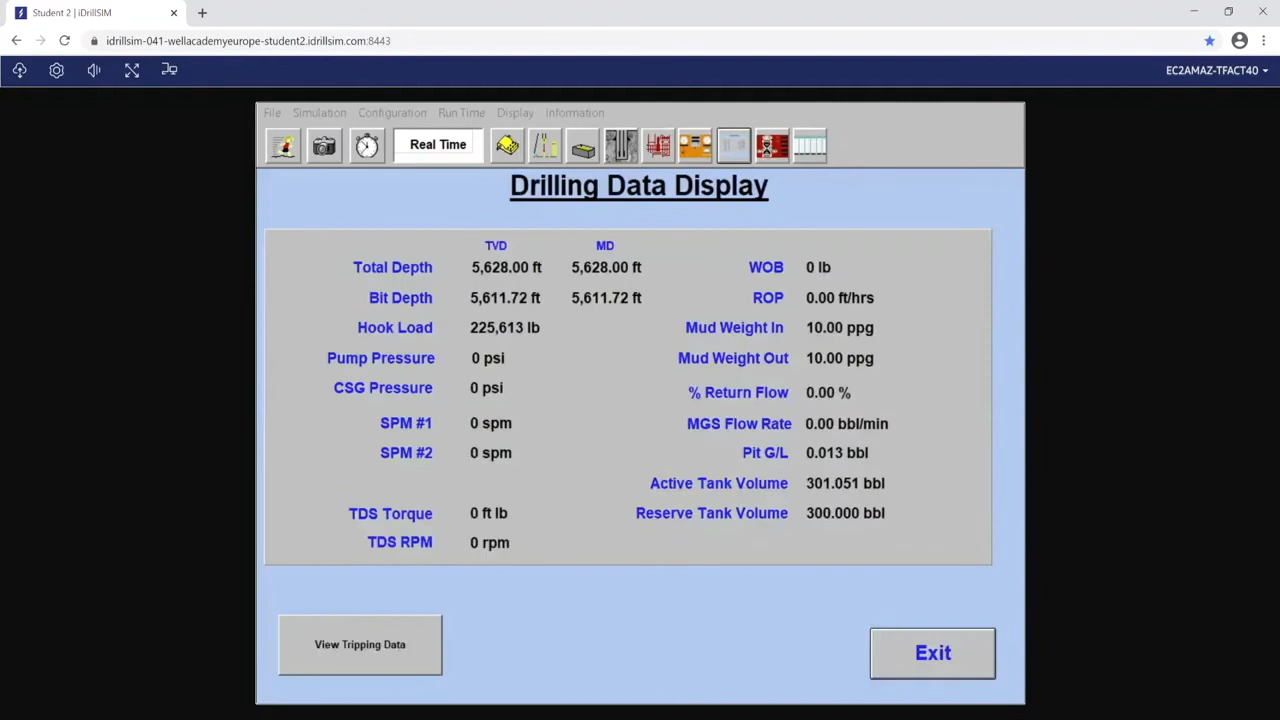 Student 2 | iDrillSIM
idrillsim-041-wellacademyeurope-student2.idrillsim.com:8443
EC2AMAZ-TFACT40
File Simulation Configuration Run Time Display Information
Real Time
Drilling Data Display
TVD MD
Total Depth 5,628.00 ft 5,628.00 ft WOB 0 lb
Bit Depth 5,611.72 ft 5,611.72 ft ROP 0.00 ft/hrs
Hook Load 225,613 lb Mud Weight In 10.00 ppg
Pump Pressure 0 psi Mud Weight Out 10.00 ppg
CSG Pressure 0 psi % Return Flow 0.00 %
SPM #1 0 spm MGS Flow Rate 0.00 bbl/min
SPM #2 0 spm Pit G/L 0.013 bbl
Active Tank Volume 301.051 bbl
TDS Torque 0 ft lb Reserve Tank Volume 300.000 bbl
TDS RPM 0 rpm
View Tripping Data
Exit